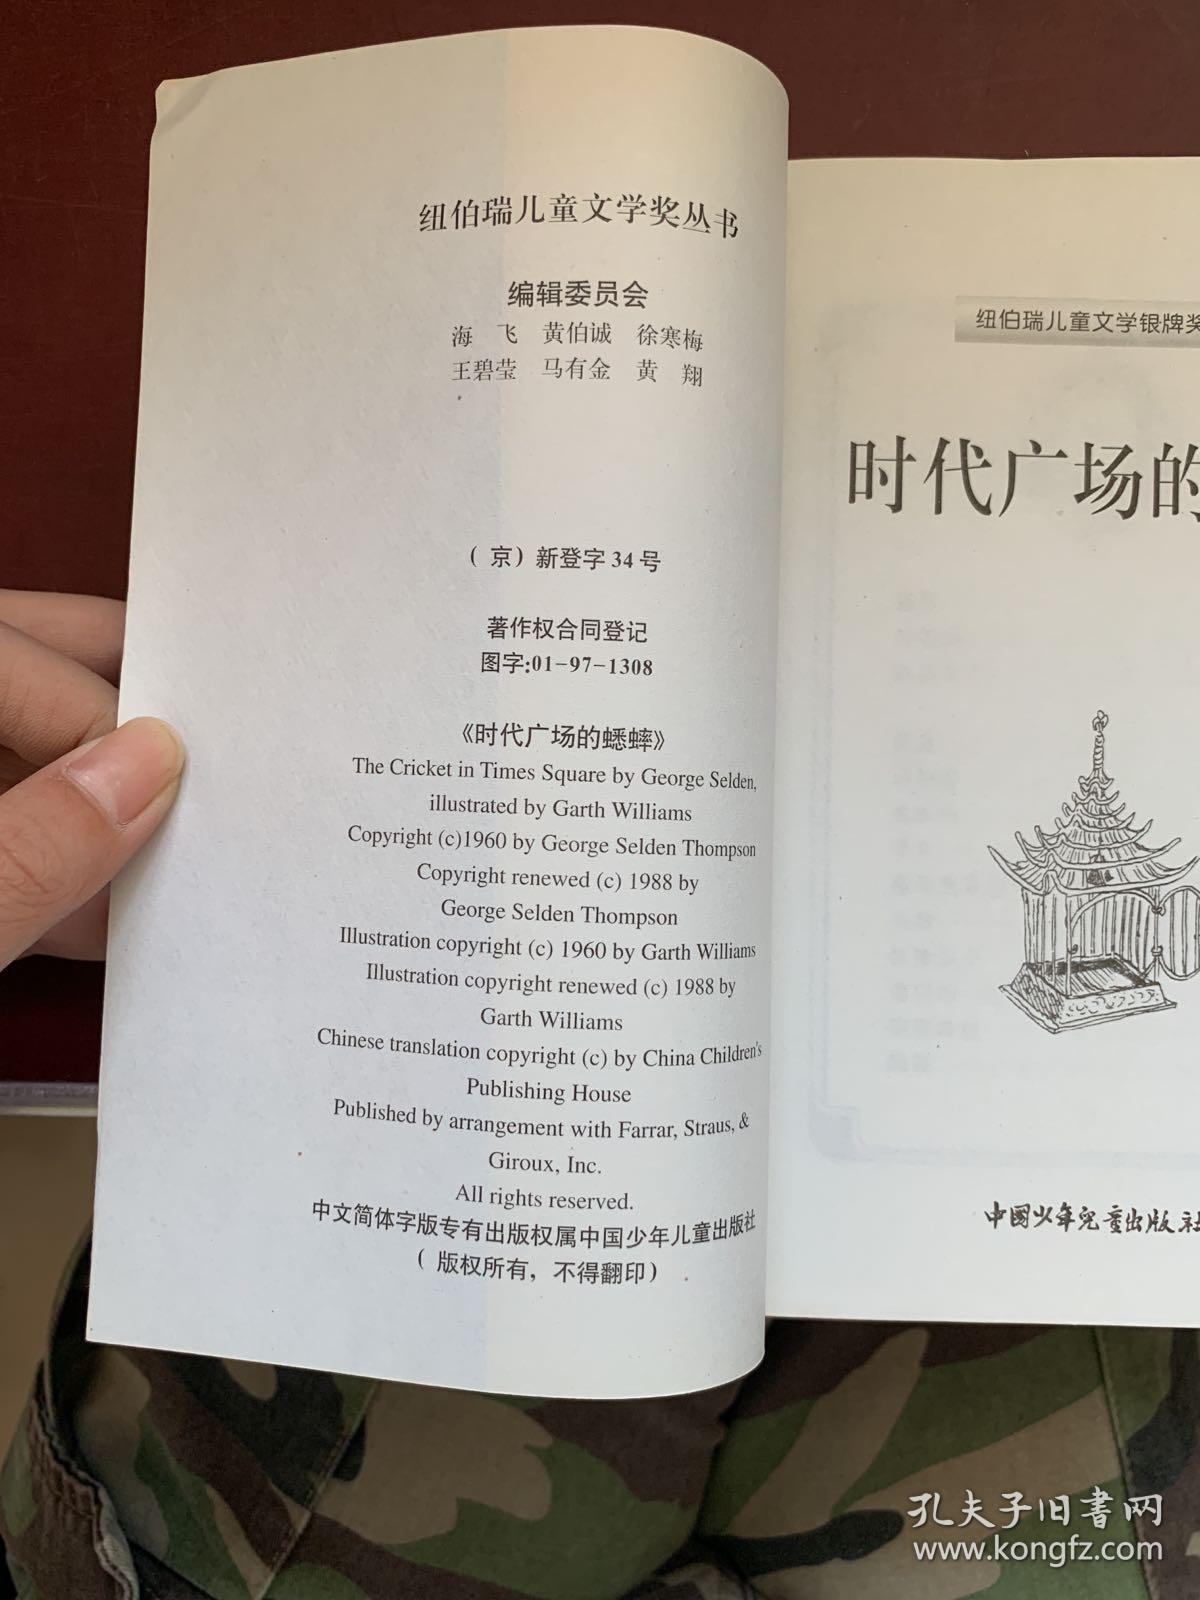 纽伯瑞儿童文学奖丛书
编辑委员会
海 飞 黄伯诚 徐寒梅
王碧莹 马有金 黄 翔
(京)新登字34号
著作权合同登记
图字:01-97-1308
《时代广场的蟋蟀》
The Cricket in Times Square by George Selden,
illustrated by Garth Williams
Copyright (c)1960 by George Selden Thompson
Copyright renewed (c) 1988 by
George Selden Thompson
Illustration copyright (c) 1960 by Garth Williams
Illustration copyright renewed (c) 1988 by
Garth Williams
Chinese translation copyright (c) by China Children's
Publishing House
Published by arrangement with Farrar, Straus, &
Giroux, Inc.
All rights reserved.
中文简体字版专有出版权属中国少年儿童出版社
(版权所有，不得翻印)
纽伯瑞儿童文学银牌奖
时代广场的
中国少年儿童出版社
孔夫子旧书网
www.kongfz.com